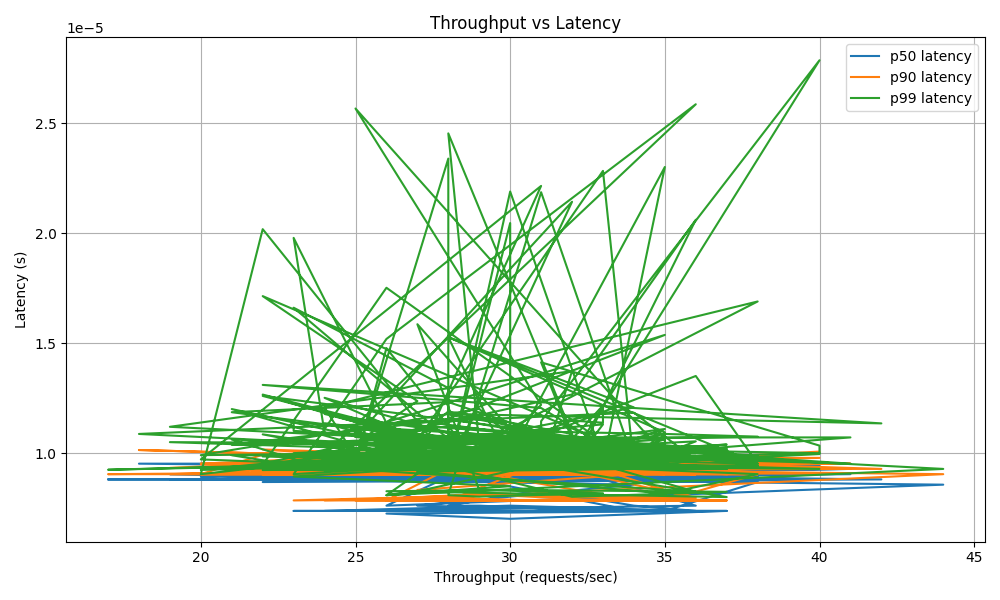 Throughput vs Latency
1e−5
p50 latency
p90 latency
p99 latency
2.5
2.0
1.5
1.0
Latency (s)
20 25 30 35 40 45
Throughput (requests/sec)